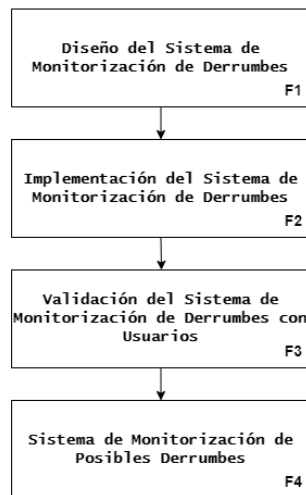 Diseño del Sistema de
Monitorización de Derrumbes
F1
Implementación del Sistema de
Monitorización de Derrumbes
F2
Validación del Sistema de
Monitorización de Derrumbes con
Usuarios
F3
Sistema de Monitorización de
Posibles Derrumbes
F4